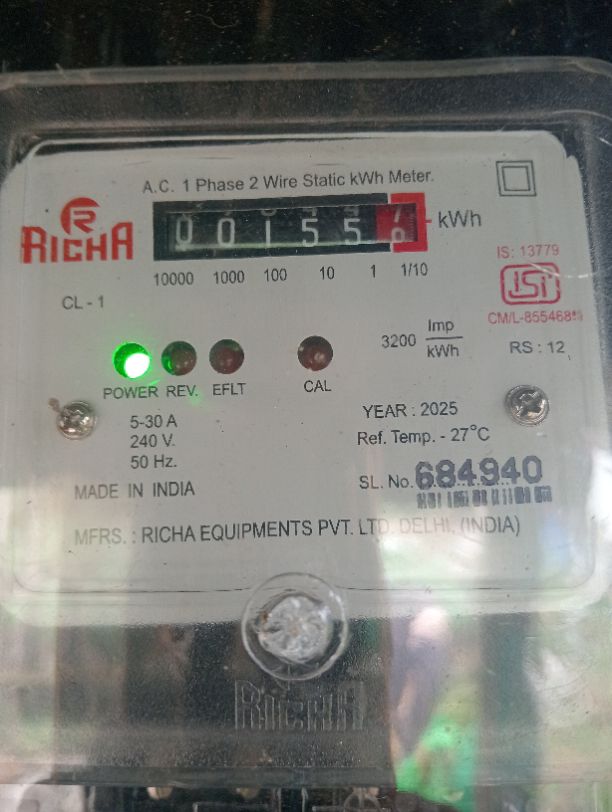 A.C. 1 Phase 2 Wire Static kWh Meter.
R
RICHA
00155
kWh
10000 1000 100 10 1 1/10
IS: 13779
ISI
CL - 1
3200 Imp/kWh
RS : 12
POWER REV. EFLT CAL
5-30 A
240 V.
50 Hz.
YEAR : 2025
Ref. Temp. - 27°C
SL. No. 684940
MADE IN INDIA
MFRS. : RICHA EQUIPMENTS PVT. LTD. DELHI, (INDIA)
RICHA